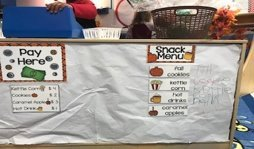 Pay
Here
Kettle Corn $4
Cookies $2
Caramel Apples $
Hot Drinks $
Snack
Menu
fall
cookies
kettle
corn
hot
drinks
caramel
apples